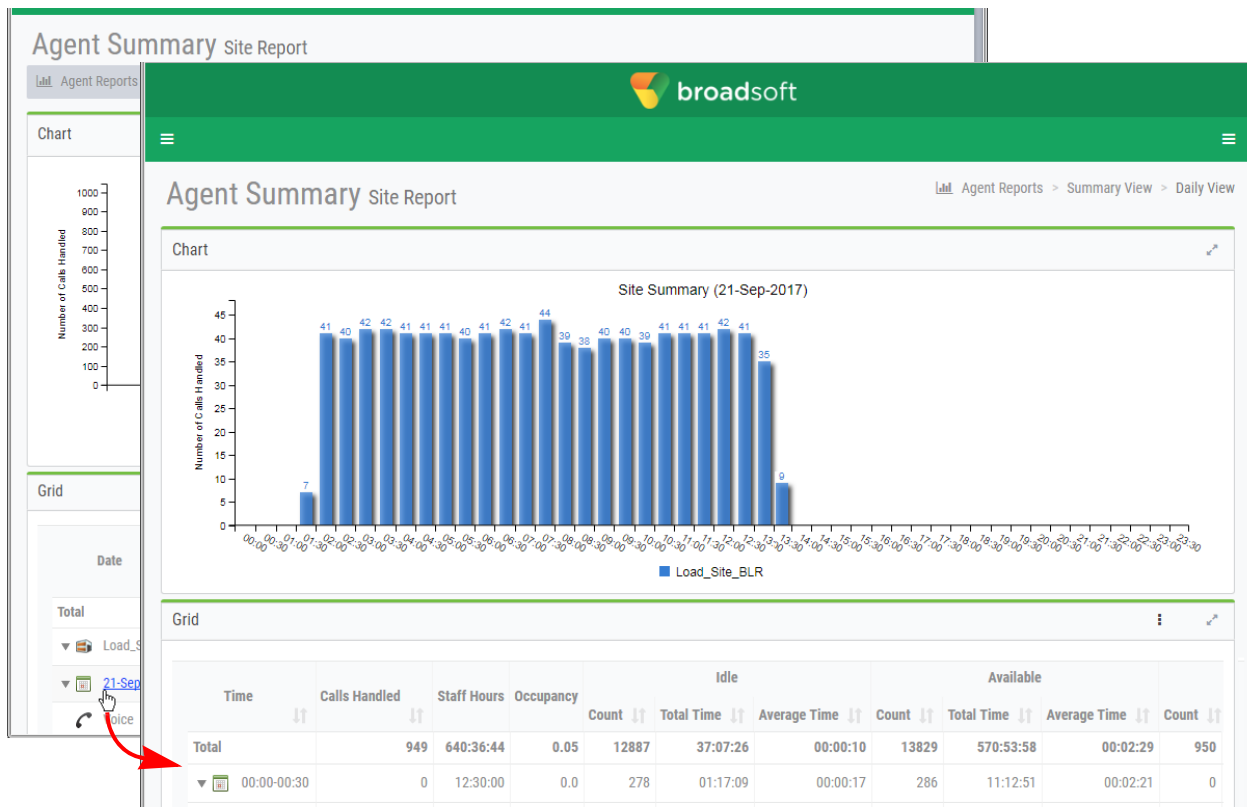 Agent Summary Site Report
Agent Reports
Chart
1000
900
800
700
600
500
400
300
200
100
0
Number of Calls Handled
Grid
Date
Total
Load_S
21-Sep
oice
broadsoft
Agent Summary Site Report
Agent Reports > Summary View > Daily View
Chart
Site Summary (21-Sep-2017)
Number of Calls Handled
45
40
35
30
25
20
15
10
5
0
7 41 40 42 42 41 41 41 40 41 42 41 44 39 38 40 40 39 41 41 41 42 41 35 9
00:00 00:30 01:00 01:30 02:00 02:30 03:00 03:30 04:00 04:30 05:00 05:30 06:00 06:30 07:00 07:30 08:00 08:30 09:00 09:30 10:00 10:30 11:00 11:30 12:00 12:30 13:00 13:30 14:00 14:30 15:00 15:30 16:00 16:30 17:00 17:30 18:00 18:30 19:00 19:30 20:00 20:30 21:00 21:30 22:00 22:30 23:00 23:30
Load_Site_BLR
Grid
Idle Available
Time Calls Handled Staff Hours Occupancy
Count Total Time Average Time Count Total Time Average Time Count
Total 949 640:36:44 0.05 12887 37:07:26 00:00:10 13829 570:53:58 00:02:29 950
00:00-00:30 0 12:30:00 0.0 278 01:17:09 00:00:17 286 11:12:51 00:02:21 0